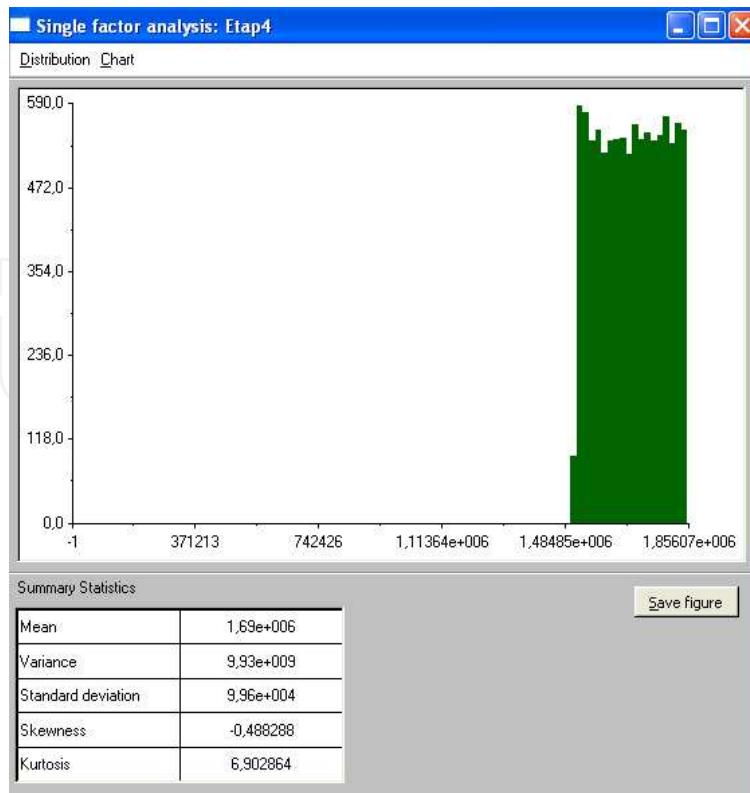 Single factor analysis: Etap4
Distribution Chart
590,0
472,0
354,0
236,0
118,0
0,0
-1 371213 742426 1,11364e+006 1,48485e+006 1,85607e+006
Summary Statistics
Save figure
Mean 1,69e+006
Variance 9,93e+009
Standard deviation 9,96e+004
Skewness -0,488288
Kurtosis 6,902864